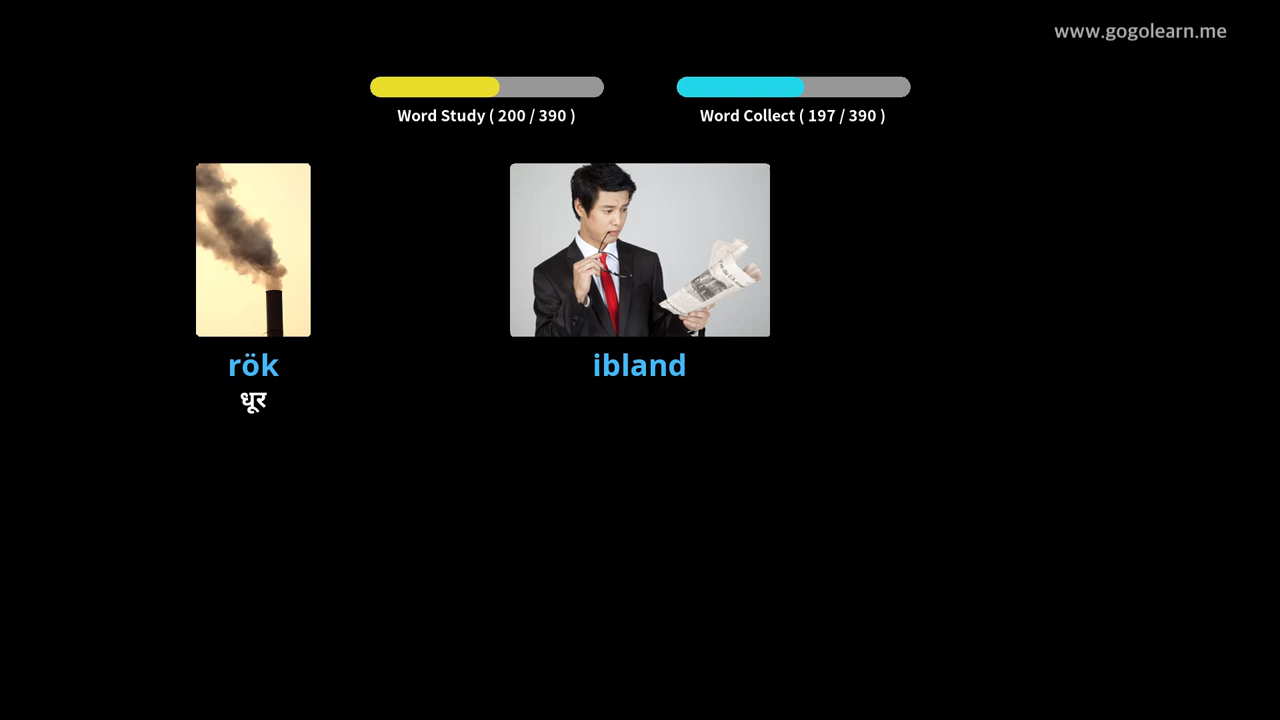 www.gogolearn.me
Word Study ( 200 / 390 )
Word Collect ( 197 / 390 )
rök
ibland
धूर